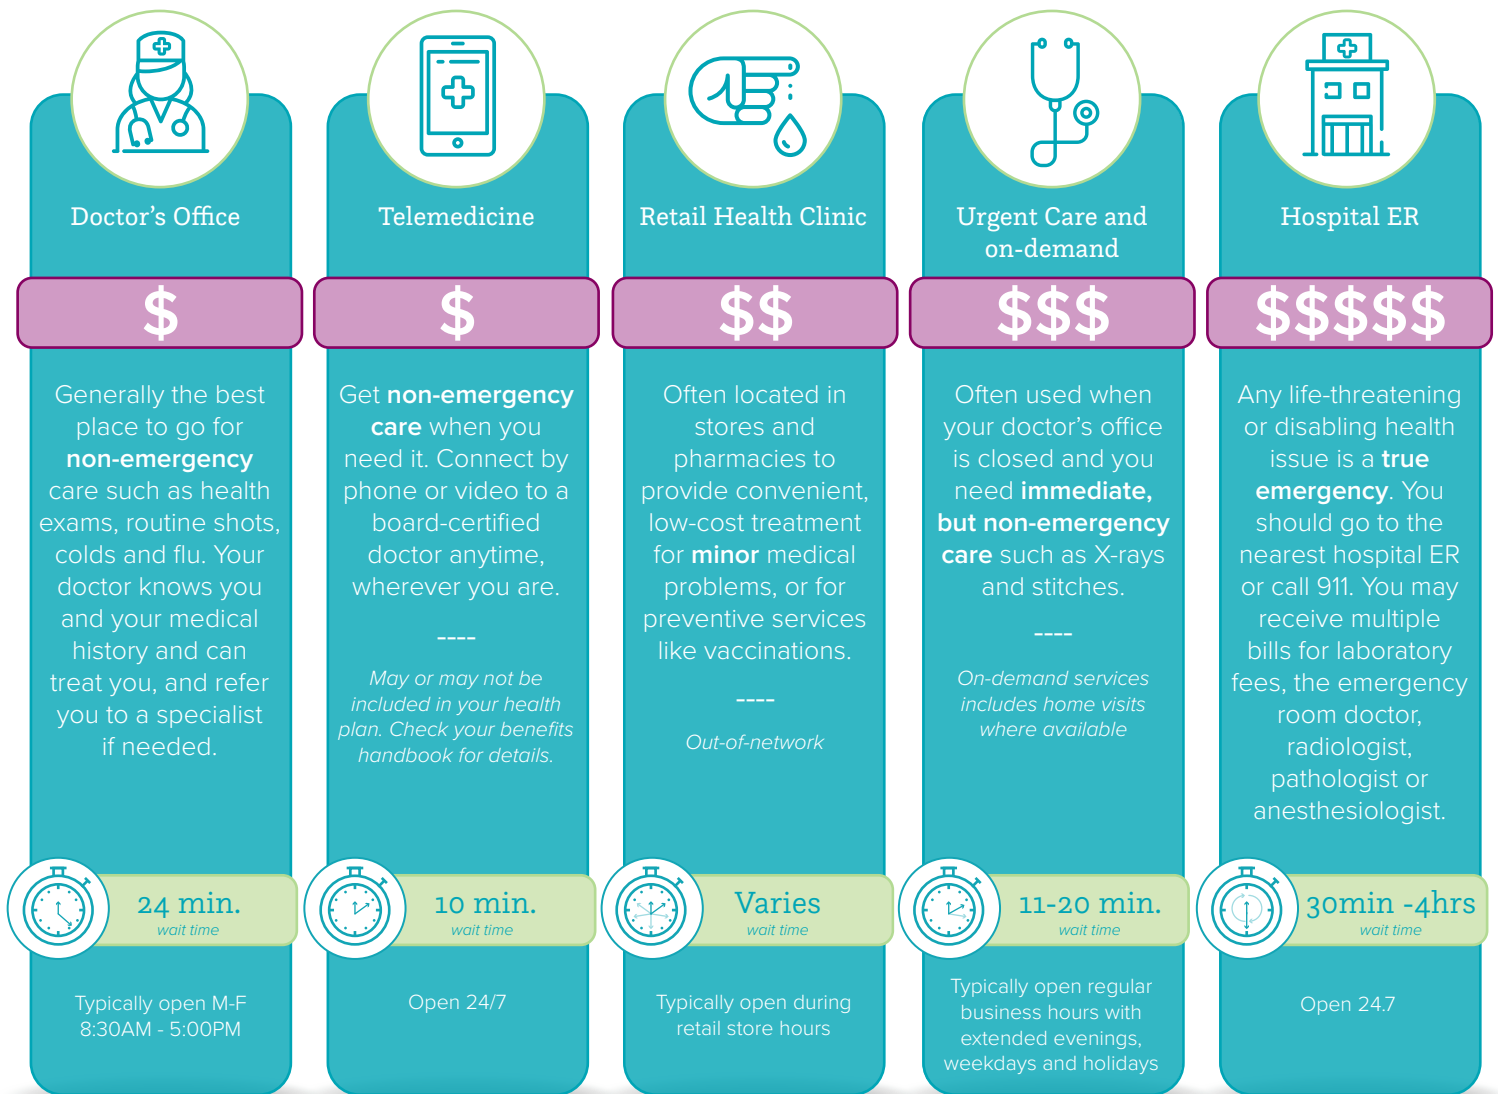 Doctor's Office
$
Generally the best
place to go for
non-emergency
care such as health
exams, routine shots,
colds and flu. Your
doctor knows you
and your medical
history and can
treat you, and refer
you to a specialist
if needed.
24 min.
wait time
Typically open M-F
8:30AM - 5:00PM
Telemedicine
$
Get non-emergency
care when you
need it. Connect by
phone or video to a
board-certified
doctor anytime,
wherever you are.
----
May or may not be
included in your health
plan. Check your benefits
handbook for details.
10 min.
wait time
Open 24/7
Retail Health Clinic
$$
Often located in
stores and
pharmacies to
provide convenient,
low-cost treatment
for minor medical
problems, or for
preventive services
like vaccinations.
----
Out-of-network
Varies
wait time
Typically open during
retail store hours
Urgent Care and
on-demand
$$$
Often used when
your doctor's office
is closed and you
need immediate,
but non-emergency
care such as X-rays
and stitches.
----
On-demand services
includes home visits
where available
11-20 min.
wait time
Typically open regular
business hours with
extended evenings,
weekdays and holidays
Hospital ER
$$$$$
Any life-threatening
or disabling health
issue is a true
emergency. You
should go to the
nearest hospital ER
or call 911. You may
receive multiple
bills for laboratory
fees, the emergency
room doctor,
radiologist,
pathologist or
anesthesiologist.
30min -4hrs
wait time
Open 24.7